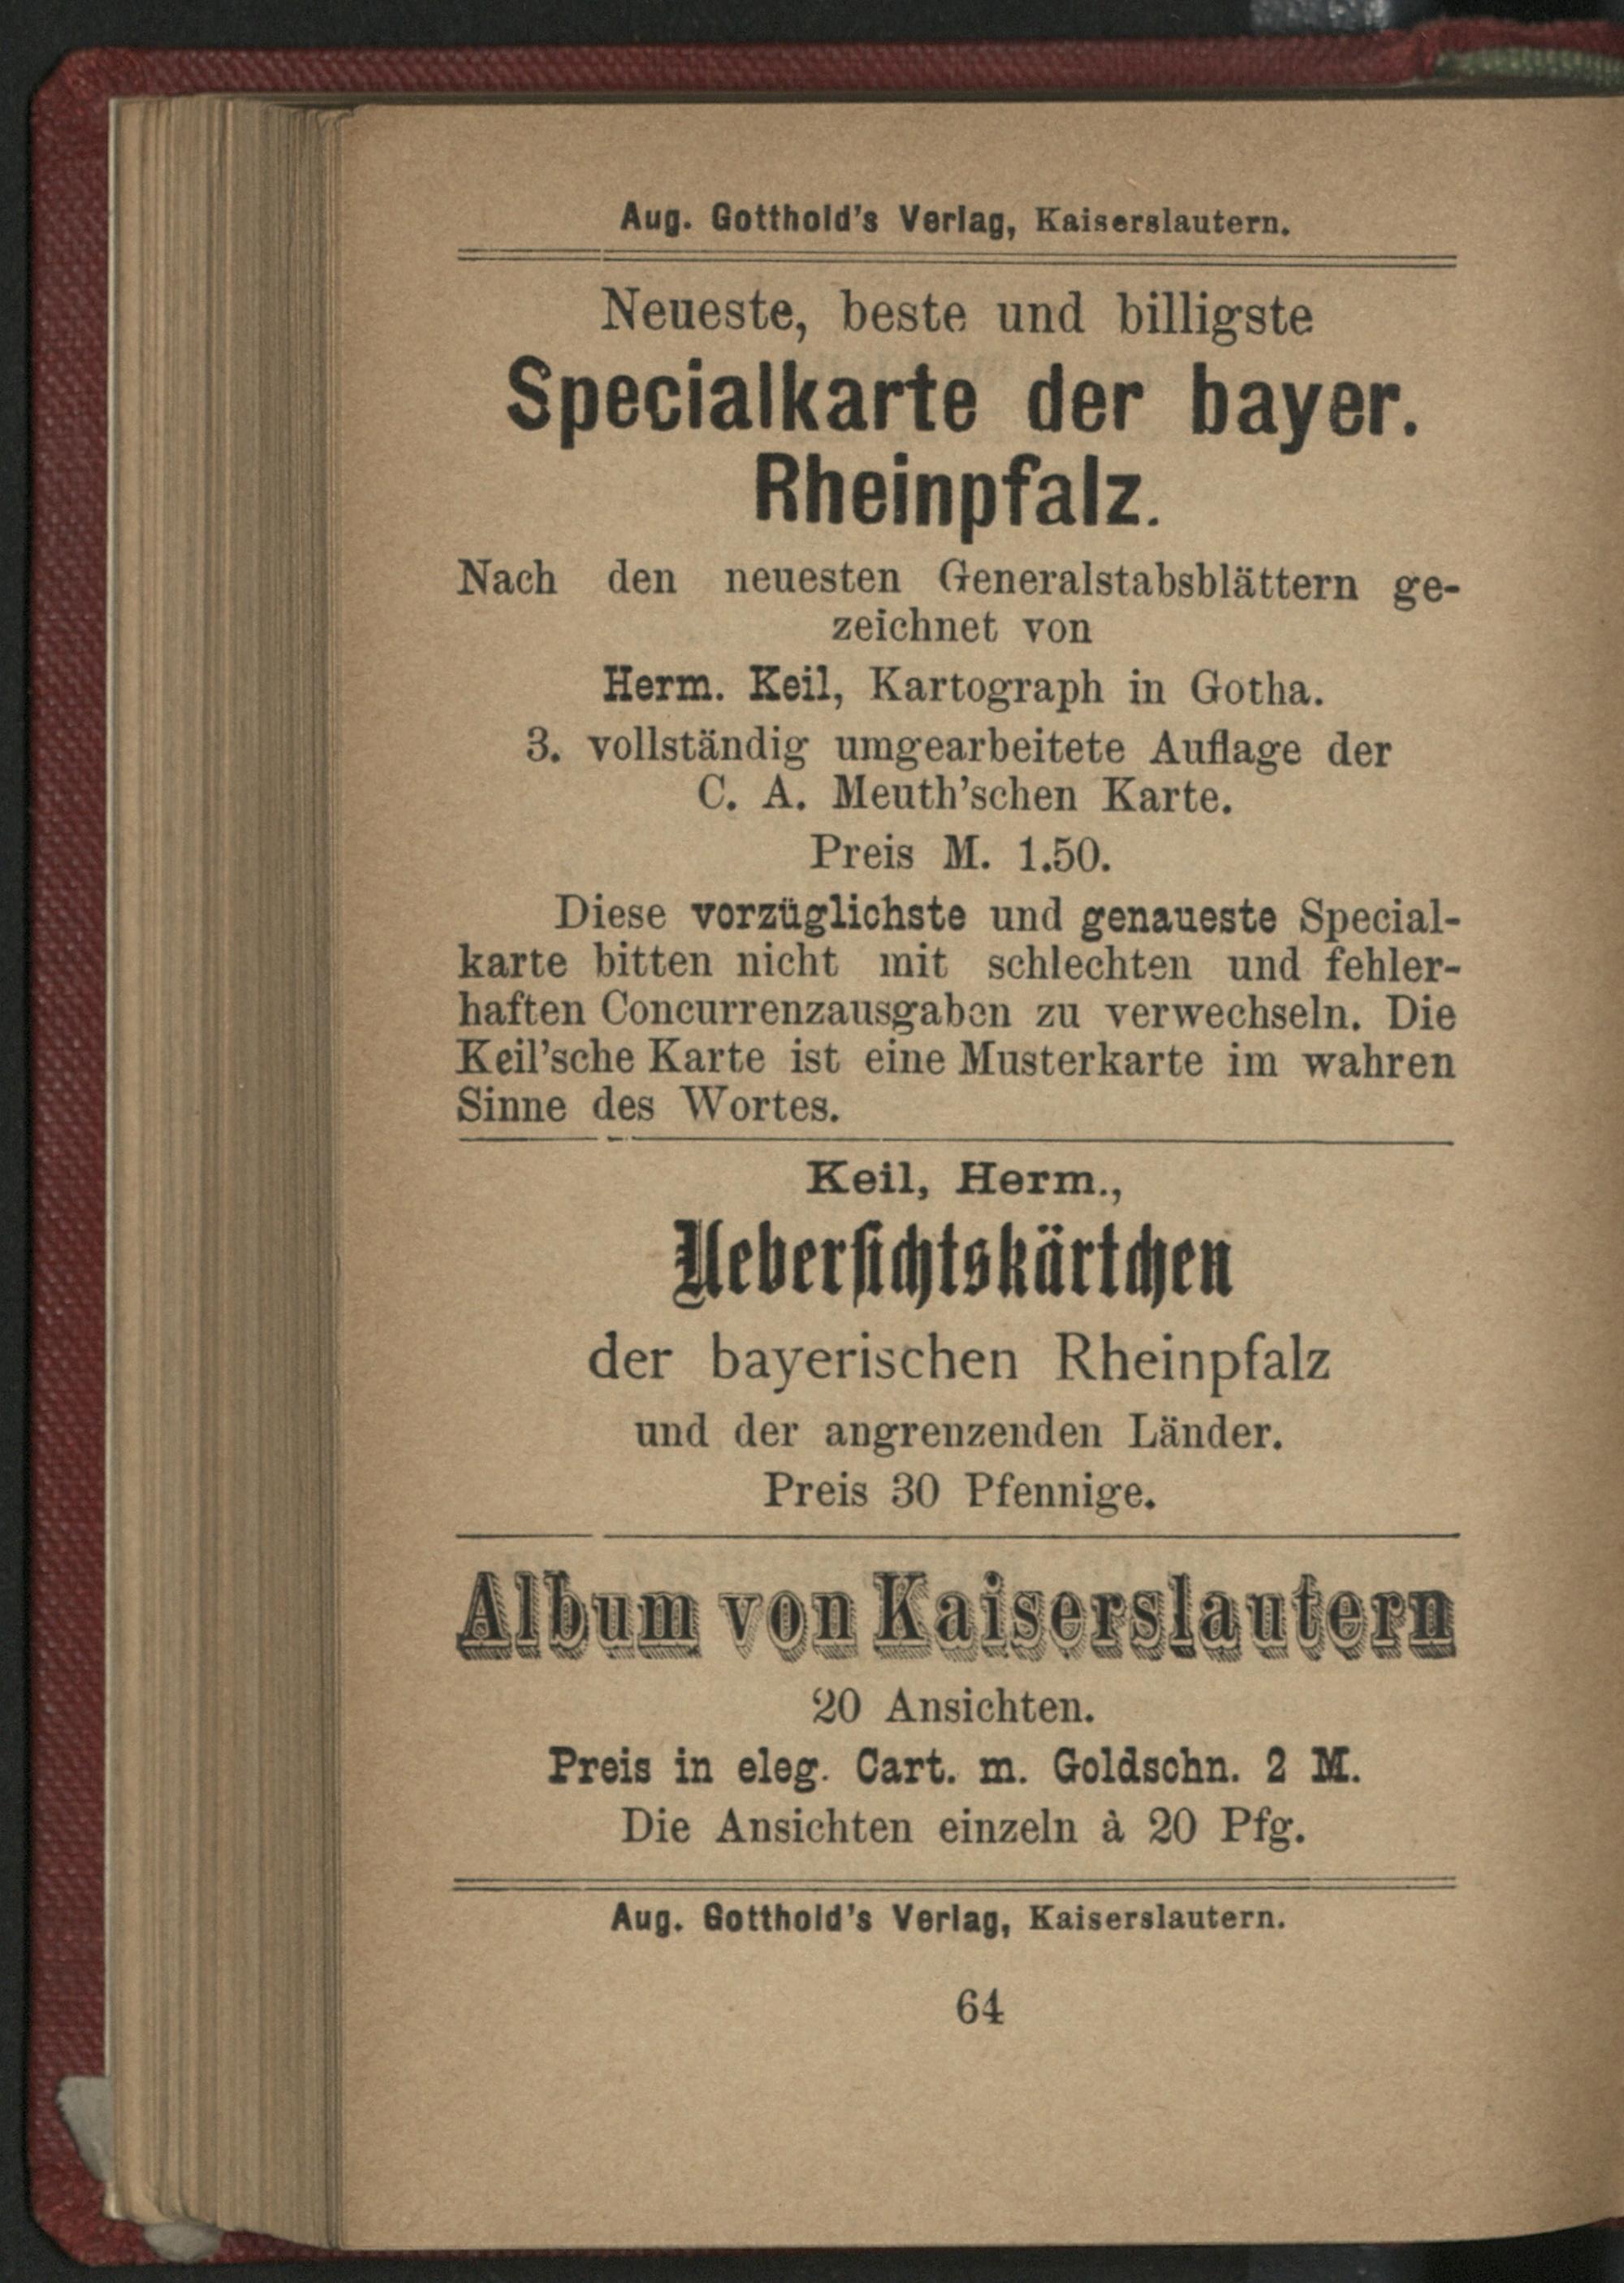 Aug. Gotthold's Verlag, Kaiserslautern.
Neueste, beste und billigste
Specialkarte der bayer.
Rheinpfalz.
Nach den neuesten Generalstabsblättern ge-
zeichnet von
Herm. Keil, Kartograph in Gotha.
3. vollständig umgearbeitete Auflage der
C. A. Meuth'schen Karte.
Preis M. 1.50.
Diese vorzüglichste und genaueste Special-
karte bitten nicht mit schlechten und fehler-
haften Concurrenzausgaben zu verwechseln. Die
Keil'sche Karte ist eine Musterkarte im wahren
Sinne des Wortes.
Keil, Herm.,
Ueberſichtskärtchen
der bayerischen Rheinpfalz
und der angrenzenden Länder.
Preis 30 Pfennige.
Album von Kaiserslautern
20 Ansichten.
Preis in eleg. Cart. m. Goldschn. 2 M.
Die Ansichten einzeln à 20 Pfg.
Aug. Gotthold's Verlag, Kaiserslautern.
64